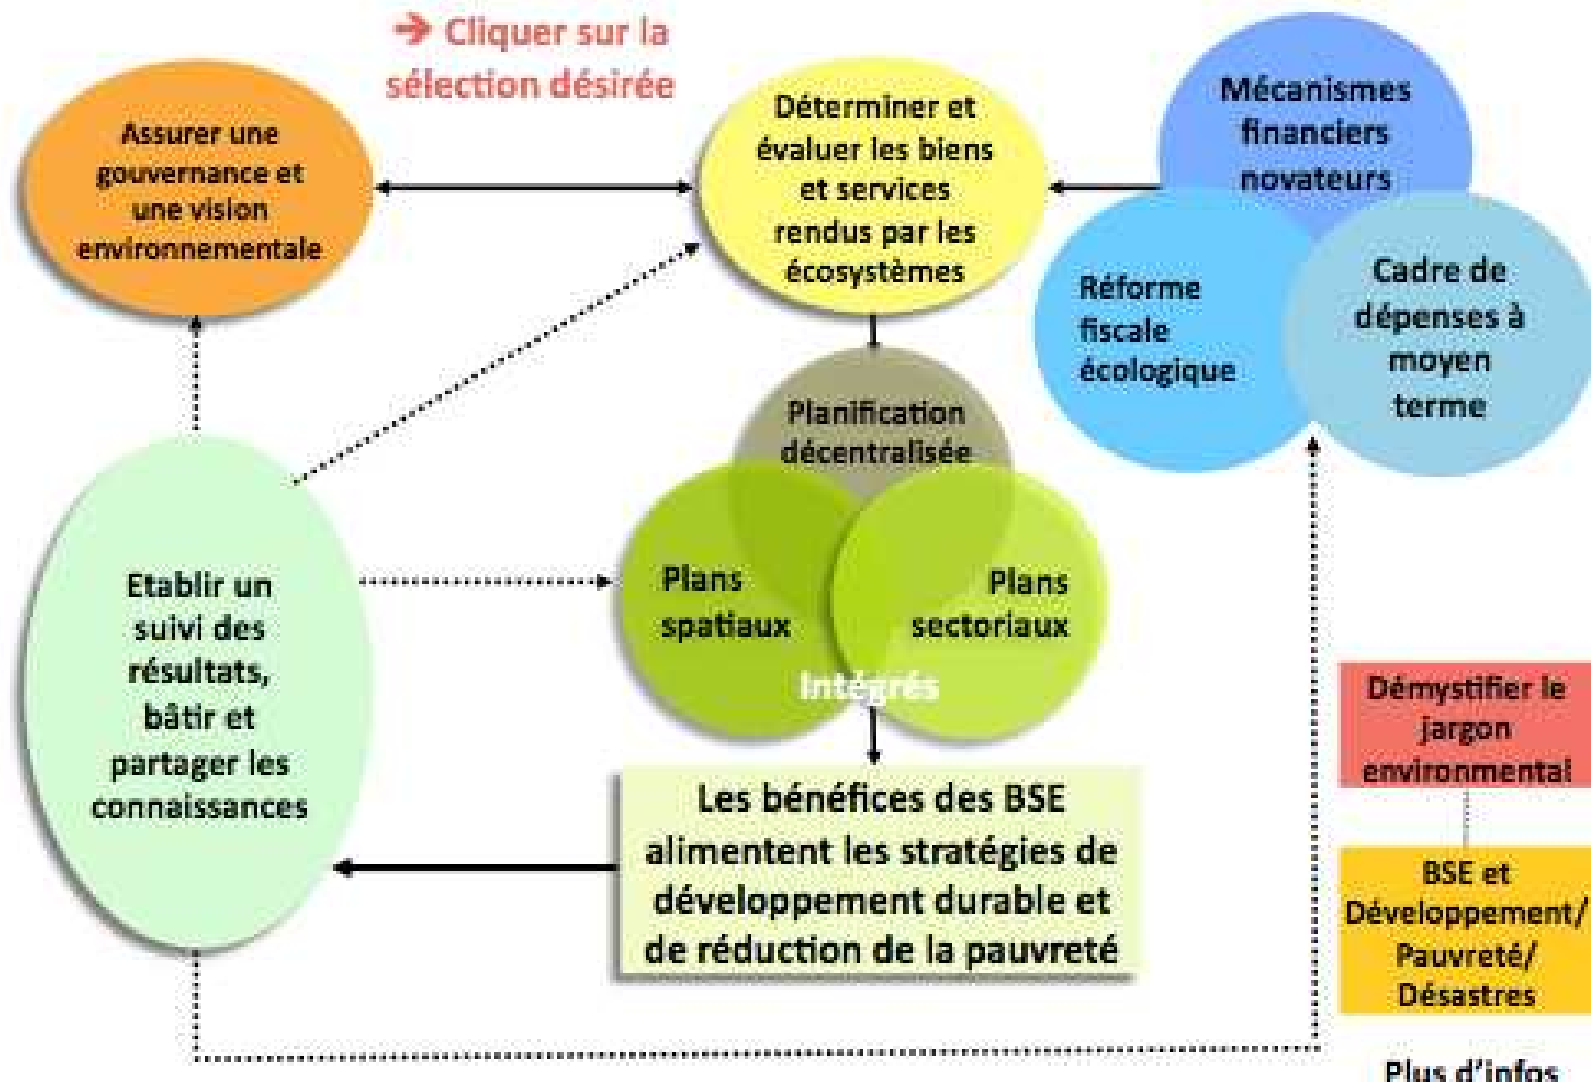 ➔ Cliquer sur la
sélection désirée
Assurer une
gouvernance et
une vision
environnementale
Déterminer et
évaluer les biens
et services
rendus par les
écosystèmes
Mécanismes
financiers
novateurs
Réforme
fiscale
écologique
Cadre de
dépenses à
moyen
terme
Planification
décentralisée
Plans
spatiaux
Plans
sectoriaux
Intégrés
Etablir un
suivi des
résultats,
bâtir et
partager les
connaissances
Les bénéfices des BSE
alimentent les stratégies de
développement durable et
de réduction de la pauvreté
Démystifier le
jargon
environmental
BSE et
Développement/
Pauvreté/
Désastres
Plus d'infos